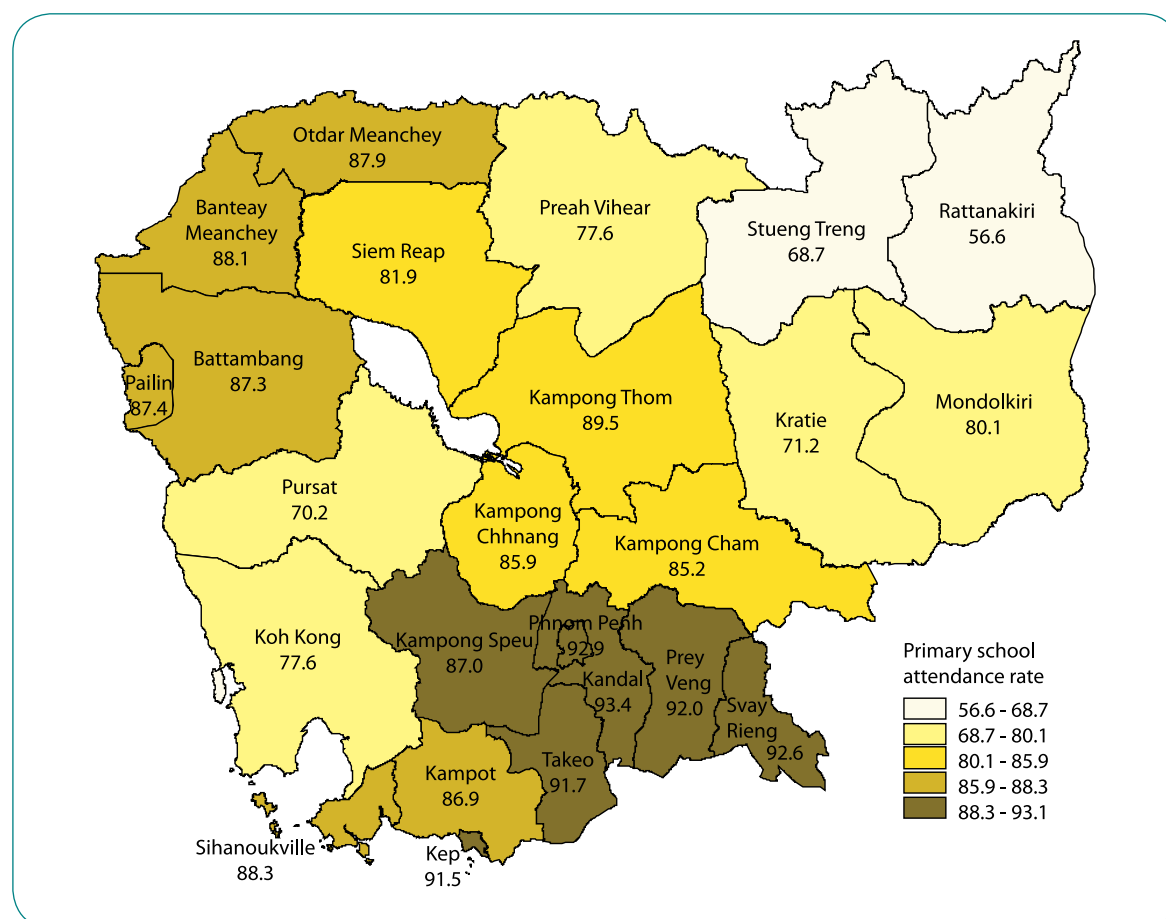 Otdar Meanchey
87.9
Banteay
Meanchey
88.1
Siem Reap
81.9
Preah Vihear
77.6
Stueng Treng
68.7
Rattanakiri
56.6
Battambang
87.3
Pailin
87.4
Kampong Thom
89.5
Kratie
71.2
Mondolkiri
80.1
Pursat
70.2
Kampong
Chhnang
85.9
Kampong Cham
85.2
Koh Kong
77.6
Kampong Speu
87.0
Phnom Penh
92.9
Kandal
93.4
Prey
Veng
92.0
Svay
Rieng
92.6
Takeo
91.7
Kampot
86.9
Sihanoukville
88.3
Kep
91.5
Primary school
attendance rate
56.6 - 68.7
68.7 - 80.1
80.1 - 85.9
85.9 - 88.3
88.3 - 93.1